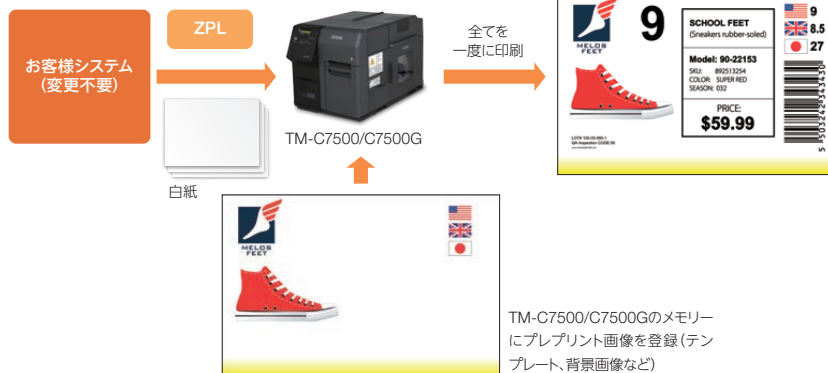 お客様システム
(変更不要)
ZPL
白紙
EPSON
TM-C7500/C7500G
全てを
一度に印刷
MELOS
FEET
9
SCHOOL FEET
(Sneakers rubber-soled)
Model: 90-22153
SKU: 892513254
COLOR: SUPER RED
SEASON: 032
PRICE:
$59.99
9
8.5
27
5 503242 343430
MELOS
FEET
TM-C7500/C7500Gのメモリー
にプレプリント画像を登録(テン
プレート、背景画像など)